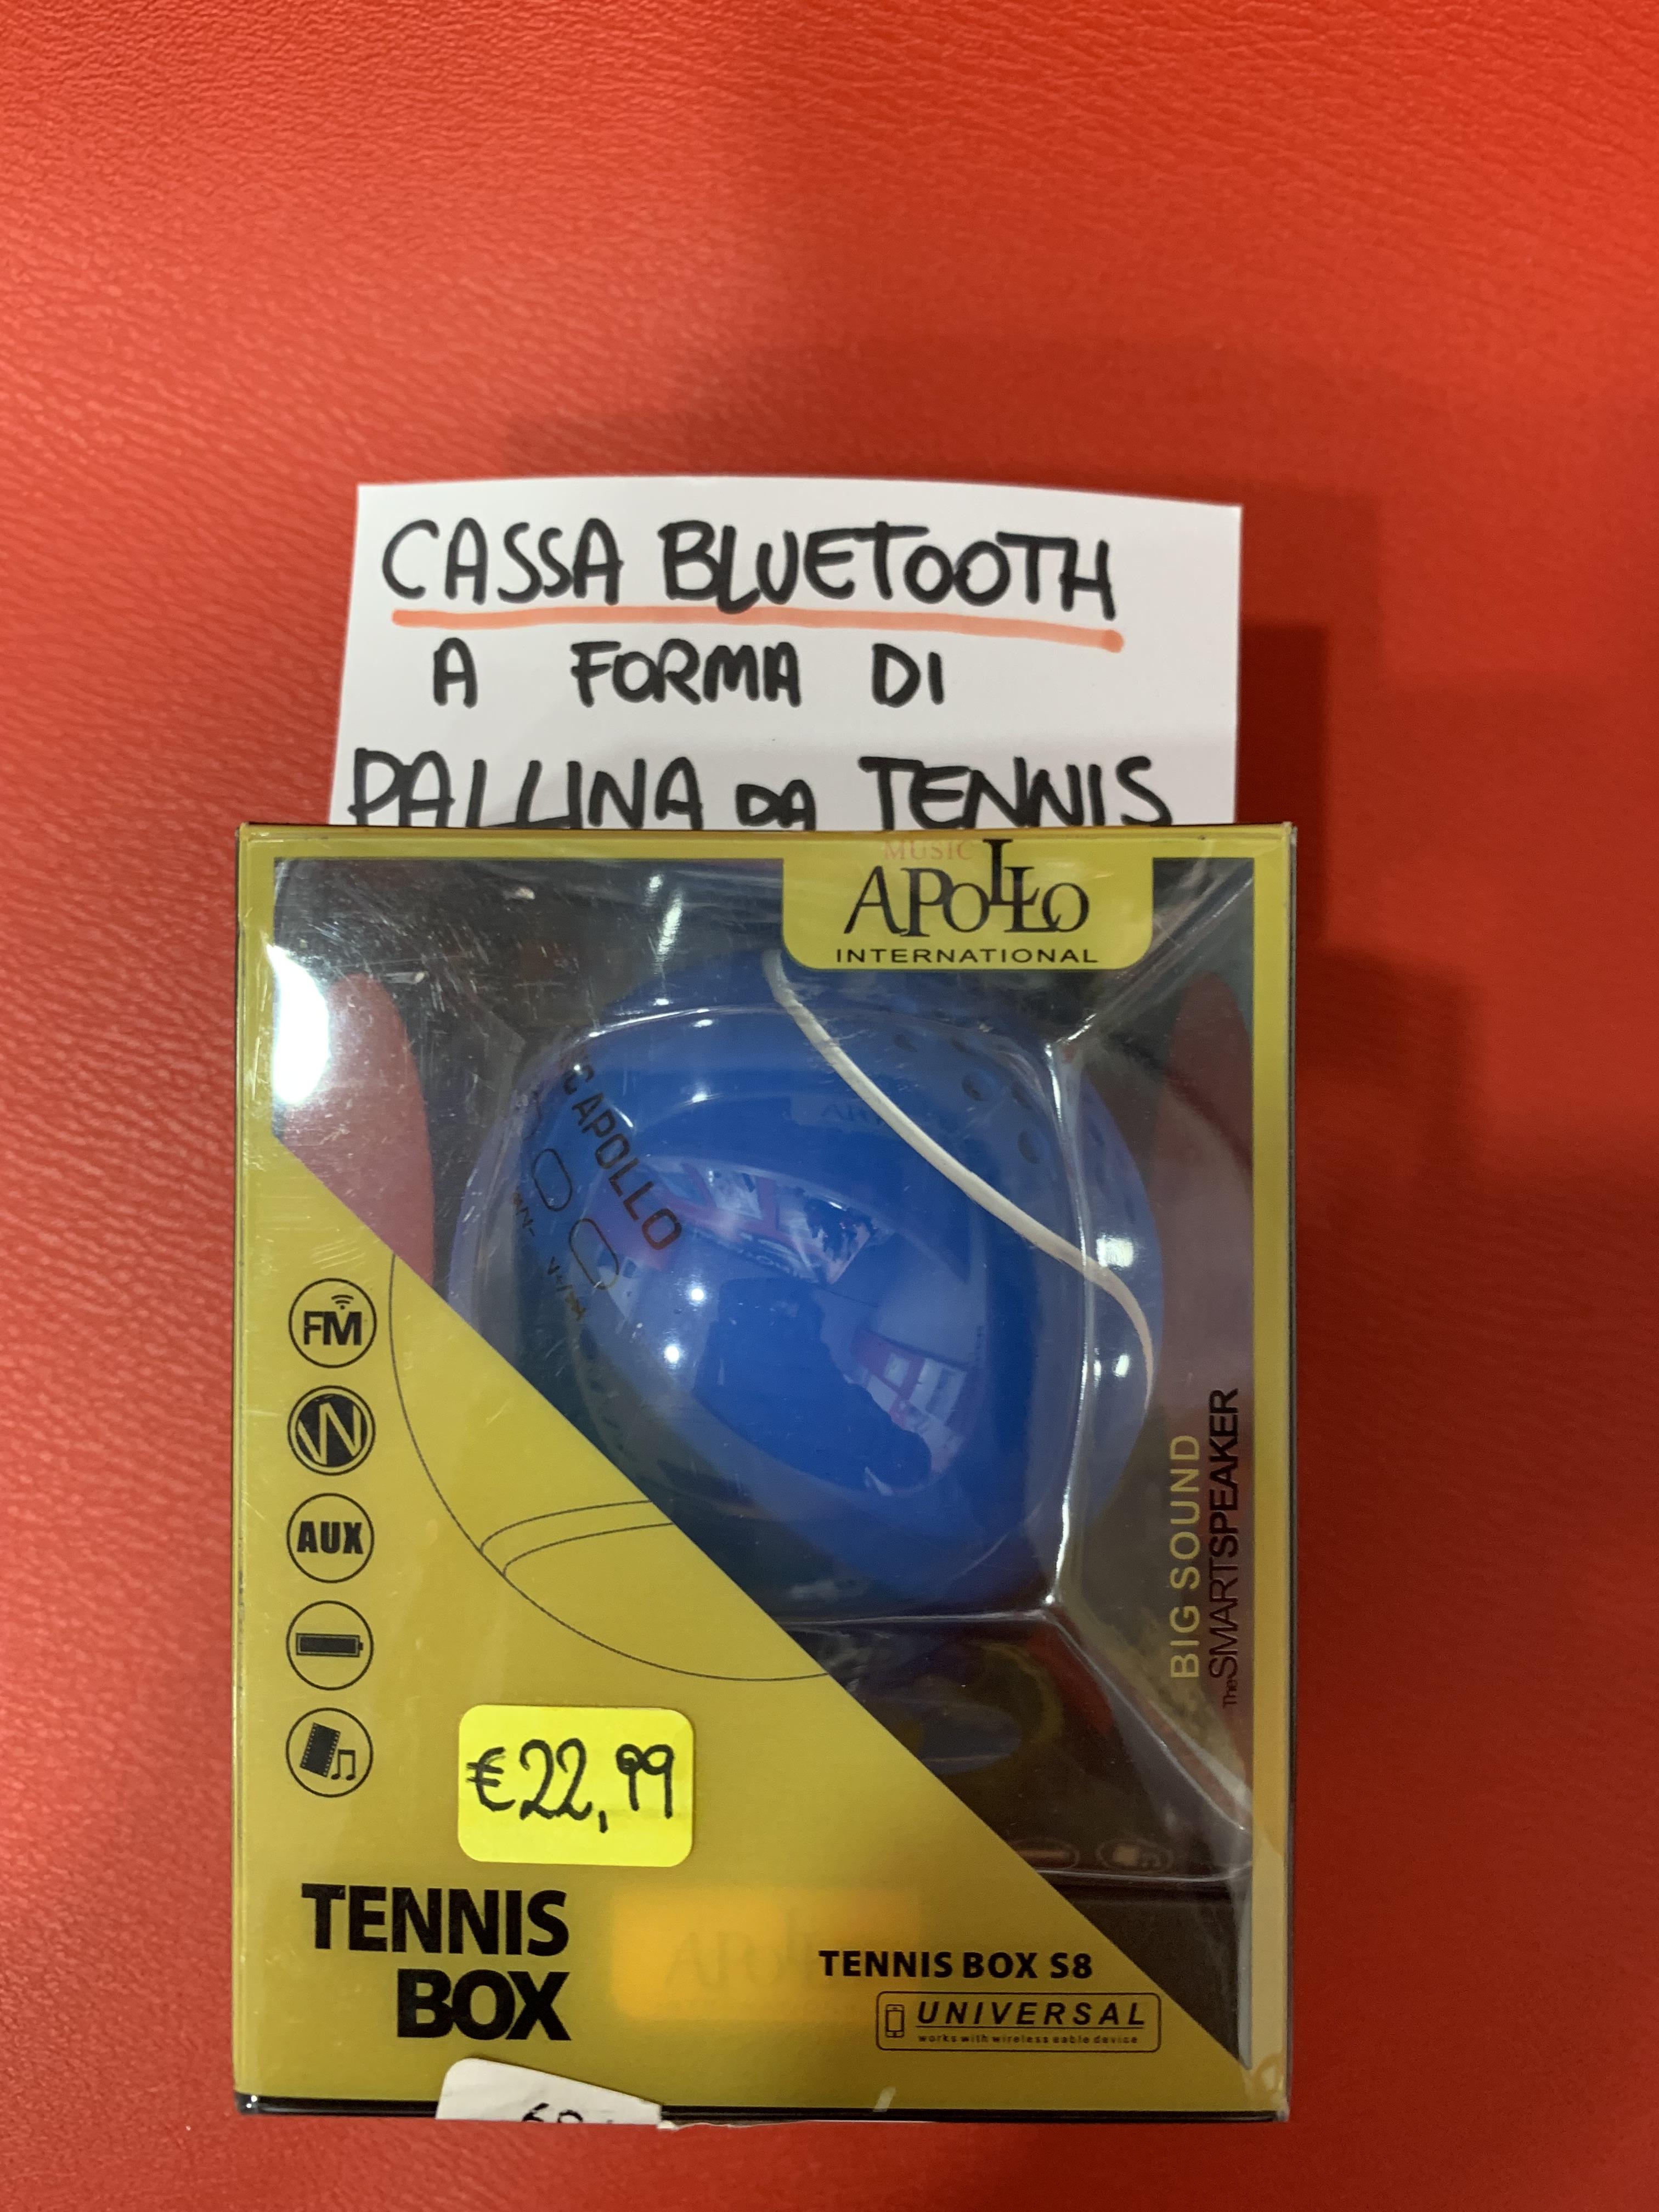 CASSA BLUETOOTH
A FORMA DI
PALLINA DA TENNIS
MUSIC
APOLLO
INTERNATIONAL
C APOLLO
FM
W
AUX
BIG SOUND
The SMARTSPEAKER
€22,99
TENNIS
BOX
APOLLO
TENNIS BOX S8
UNIVERSAL
works with wireless eable device